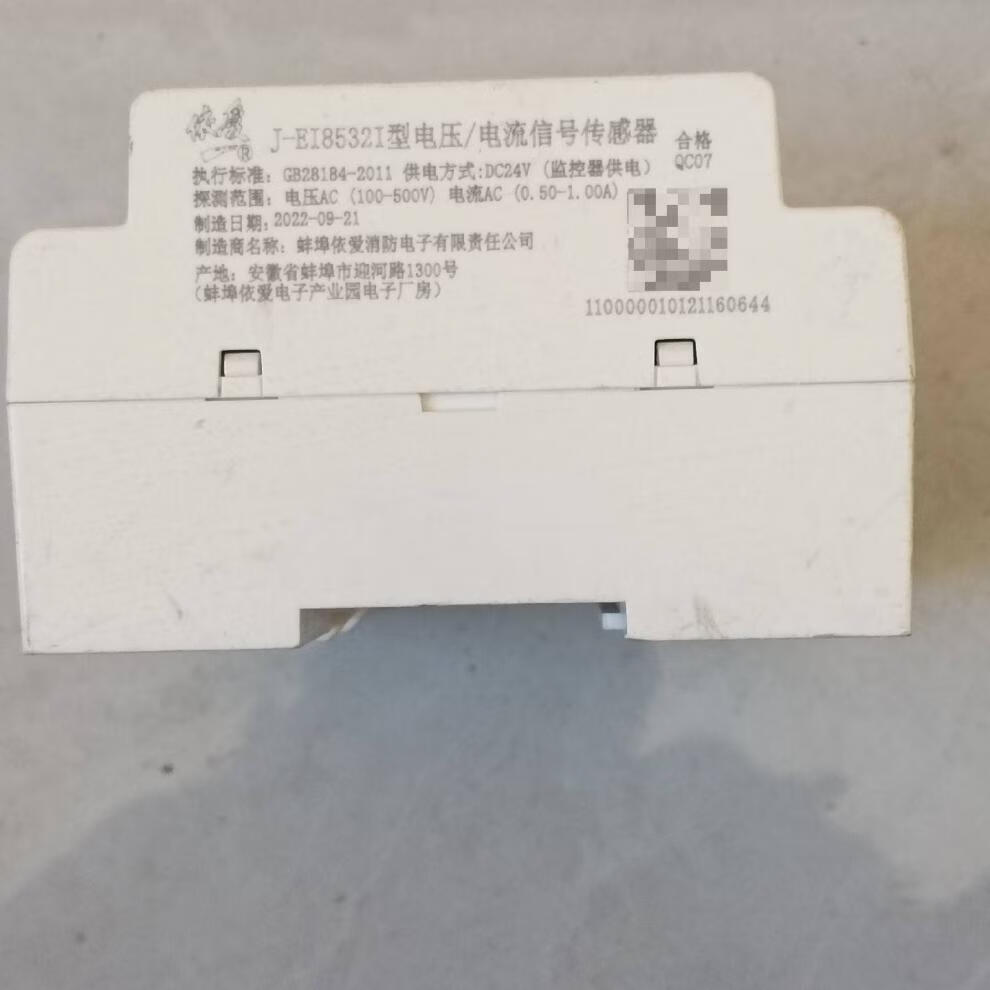 依爱®
J-EI8532I型电压/电流信号传感器
合格
QC07
执行标准: GB28184-2011 供电方式:DC24V (监控器供电)
探测范围: 电压AC (100-500V) 电流AC (0.50-1.00A)
制造日期: 2022-09-21
制造商名称: 蚌埠依爱消防电子有限责任公司
产地: 安徽省蚌埠市迎河路1300号
(蚌埠依爱电子产业园电子厂房)
110000010121160644